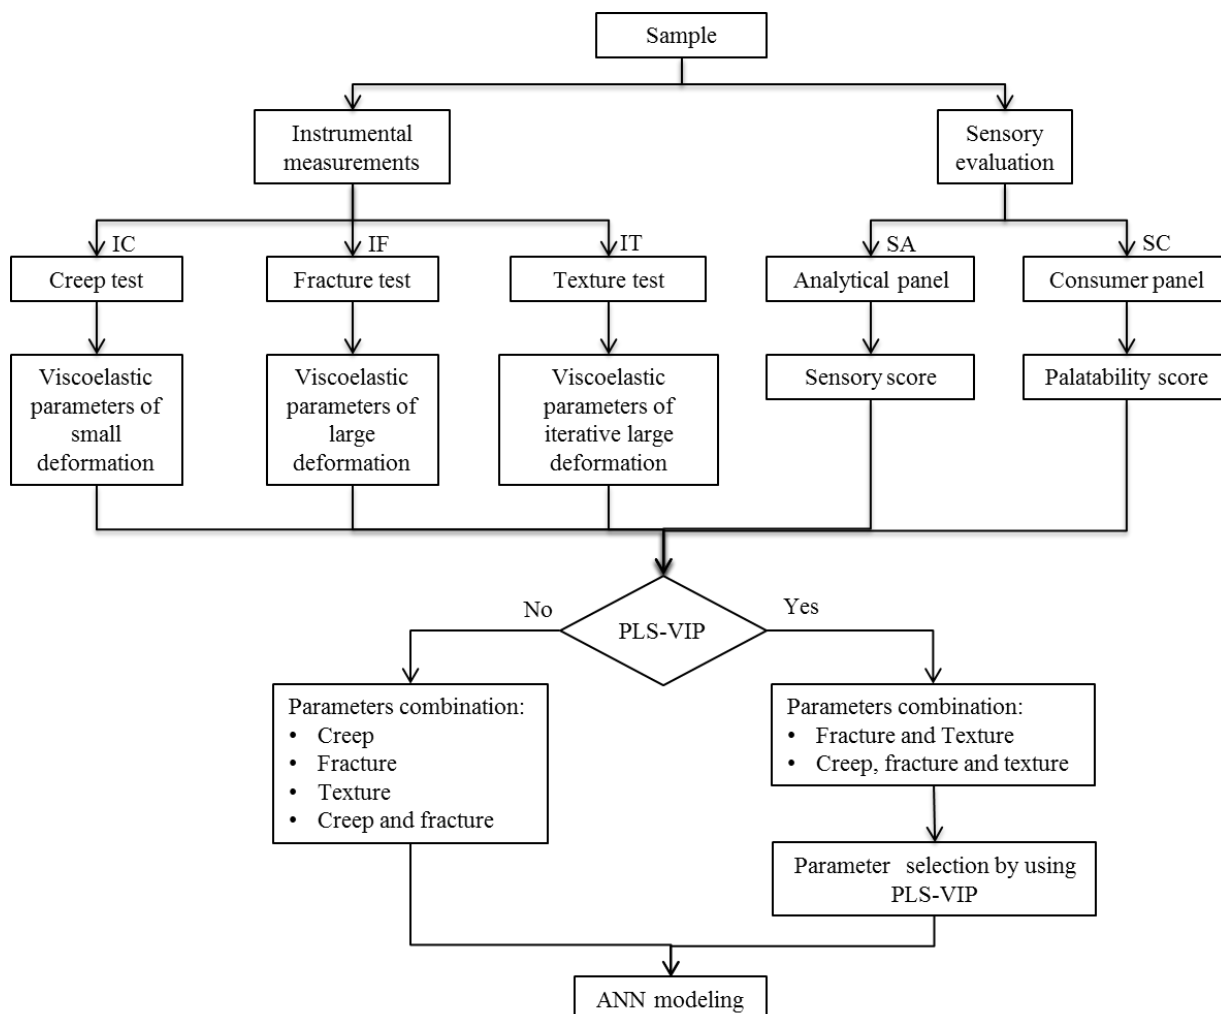 Sample
Instrumental
measurements
Sensory
evaluation
IC
IF
IT
SA
SC
Creep test
Fracture test
Texture test
Analytical panel
Consumer panel
Viscoelastic
parameters of
small
deformation
Viscoelastic
parameters of
large
deformation
Viscoelastic
parameters of
iterative large
deformation
Sensory score
Palatability score
No
PLS-VIP
Yes
Parameters combination:
• Creep
• Fracture
• Texture
• Creep and fracture
Parameters combination:
• Fracture and Texture
• Creep, fracture and texture
Parameter selection by using
PLS-VIP
ANN modeling